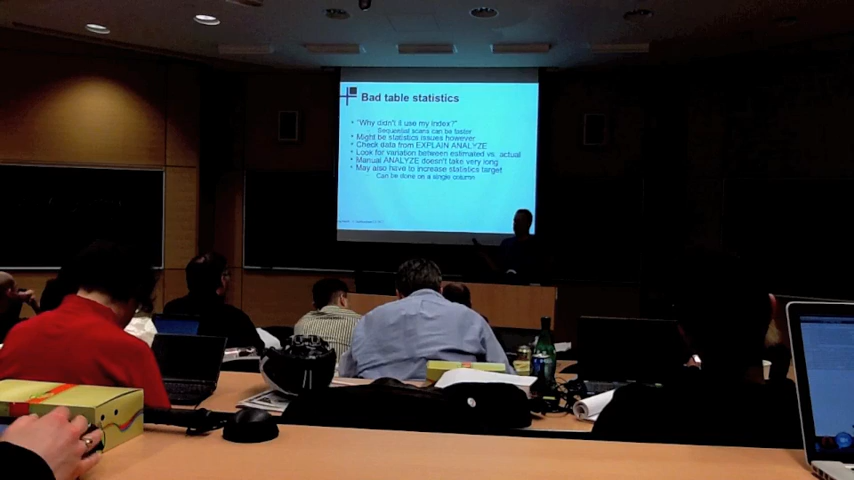 Bad table statistics
• "Why didn't it use my index?"
– Sequential scans can be faster
• Might be statistics issues however
• Check data from EXPLAIN ANALYZE
• Look for variation between estimated vs. actual
• Manual ANALYZE doesn't take very long
• May also have to increase statistics target
– Can be done on a single column